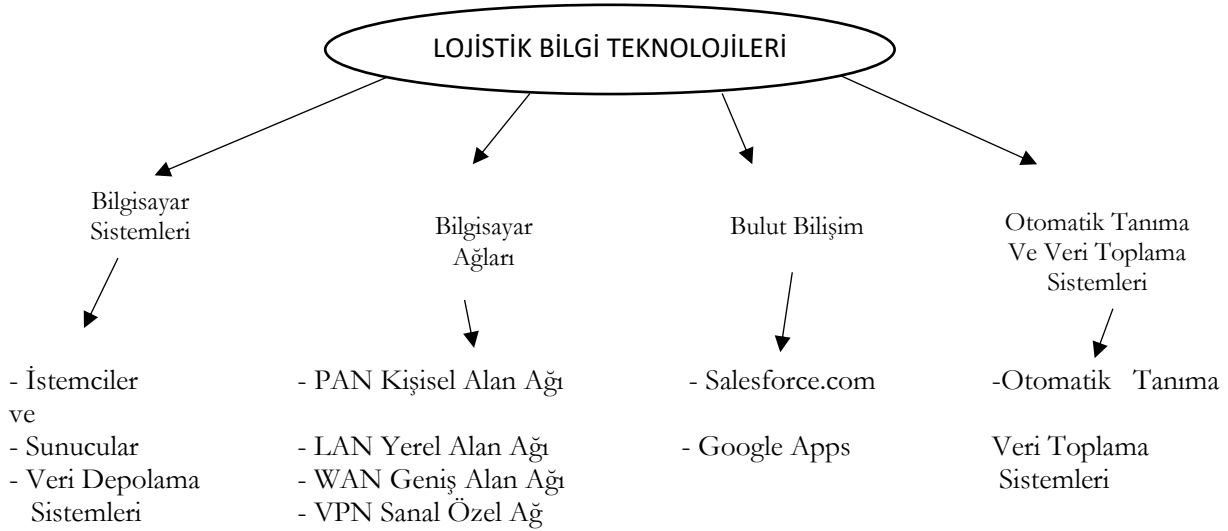 LOJİSTİK BİLGİ TEKNOLOJİLERİ
Bilgisayar
Sistemleri
Bilgisayar
Ağları
Bulut Bilişim
Otomatik Tanıma
Ve Veri Toplama
Sistemleri
- İstemciler
ve
- Sunucular
- Veri Depolama
Sistemleri
- PAN Kişisel Alan Ağı
- LAN Yerel Alan Ağı
- WAN Geniş Alan Ağı
- VPN Sanal Özel Ağ
- Salesforce.com
- Google Apps
-Otomatik Tanıma
Veri Toplama
Sistemleri